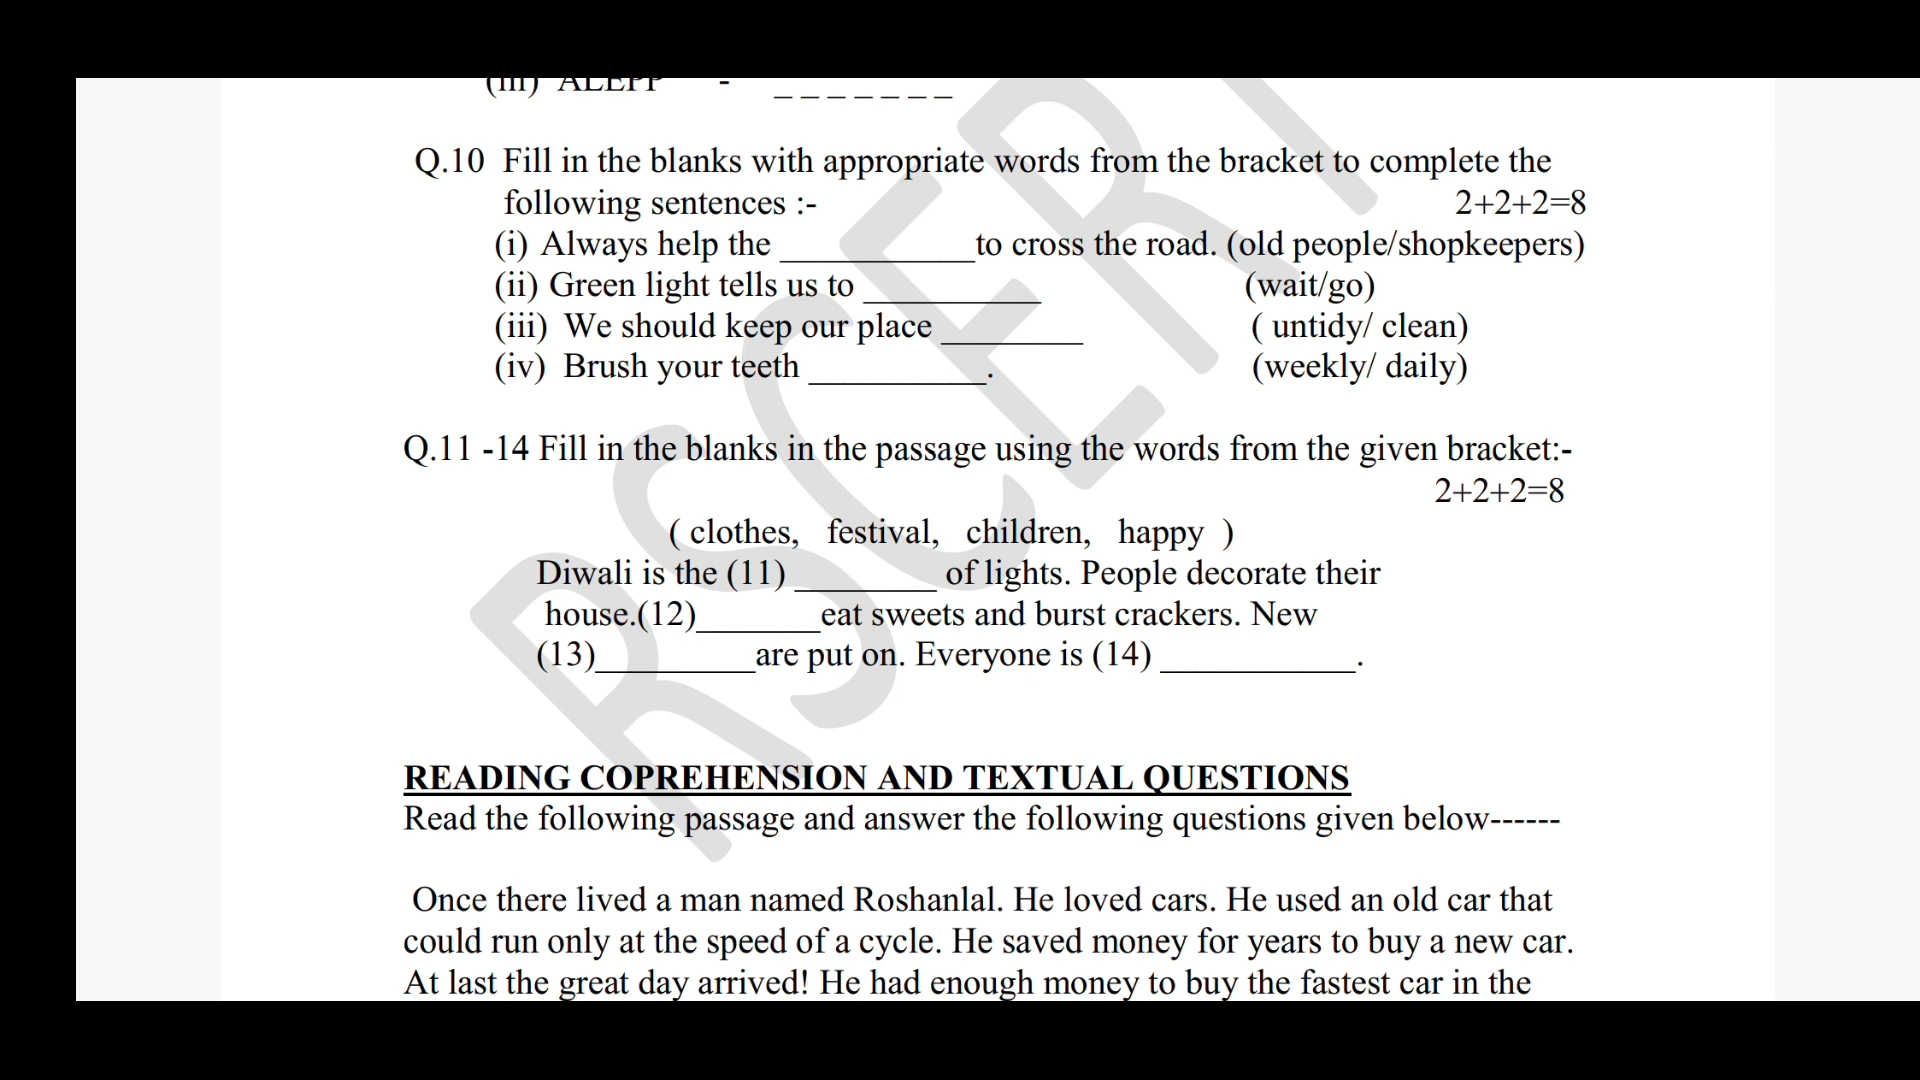 (iii) ALEPP - _ _ _ _ _ _ _
Q.10 Fill in the blanks with appropriate words from the bracket to complete the
following sentences :- 2+2+2=8
(i) Always help the ___________to cross the road. (old people/shopkeepers)
(ii) Green light tells us to __________ (wait/go)
(iii) We should keep our place ________ ( untidy/ clean)
(iv) Brush your teeth __________. (weekly/ daily)
Q.11 -14 Fill in the blanks in the passage using the words from the given bracket:-
2+2+2=8
( clothes, festival, children, happy )
Diwali is the (11) ________ of lights. People decorate their
house.(12)_______eat sweets and burst crackers. New
(13)_________are put on. Everyone is (14) ___________.
READING COPREHENSION AND TEXTUAL QUESTIONS
Read the following passage and answer the following questions given below------
Once there lived a man named Roshanlal. He loved cars. He used an old car that
could run only at the speed of a cycle. He saved money for years to buy a new car.
At last the great day arrived! He had enough money to buy the fastest car in the
RSCERT